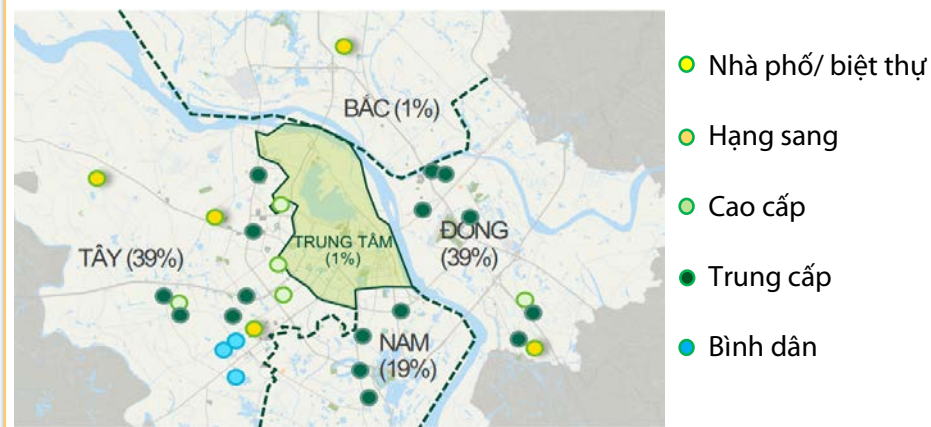 BẮC (1%)
TRUNG TÂM
(1%)
ĐÔNG
(39%)
TÂY (39%)
NAM
(19%)
Nhà phố/ biệt thự
Hạng sang
Cao cấp
Trung cấp
Bình dân